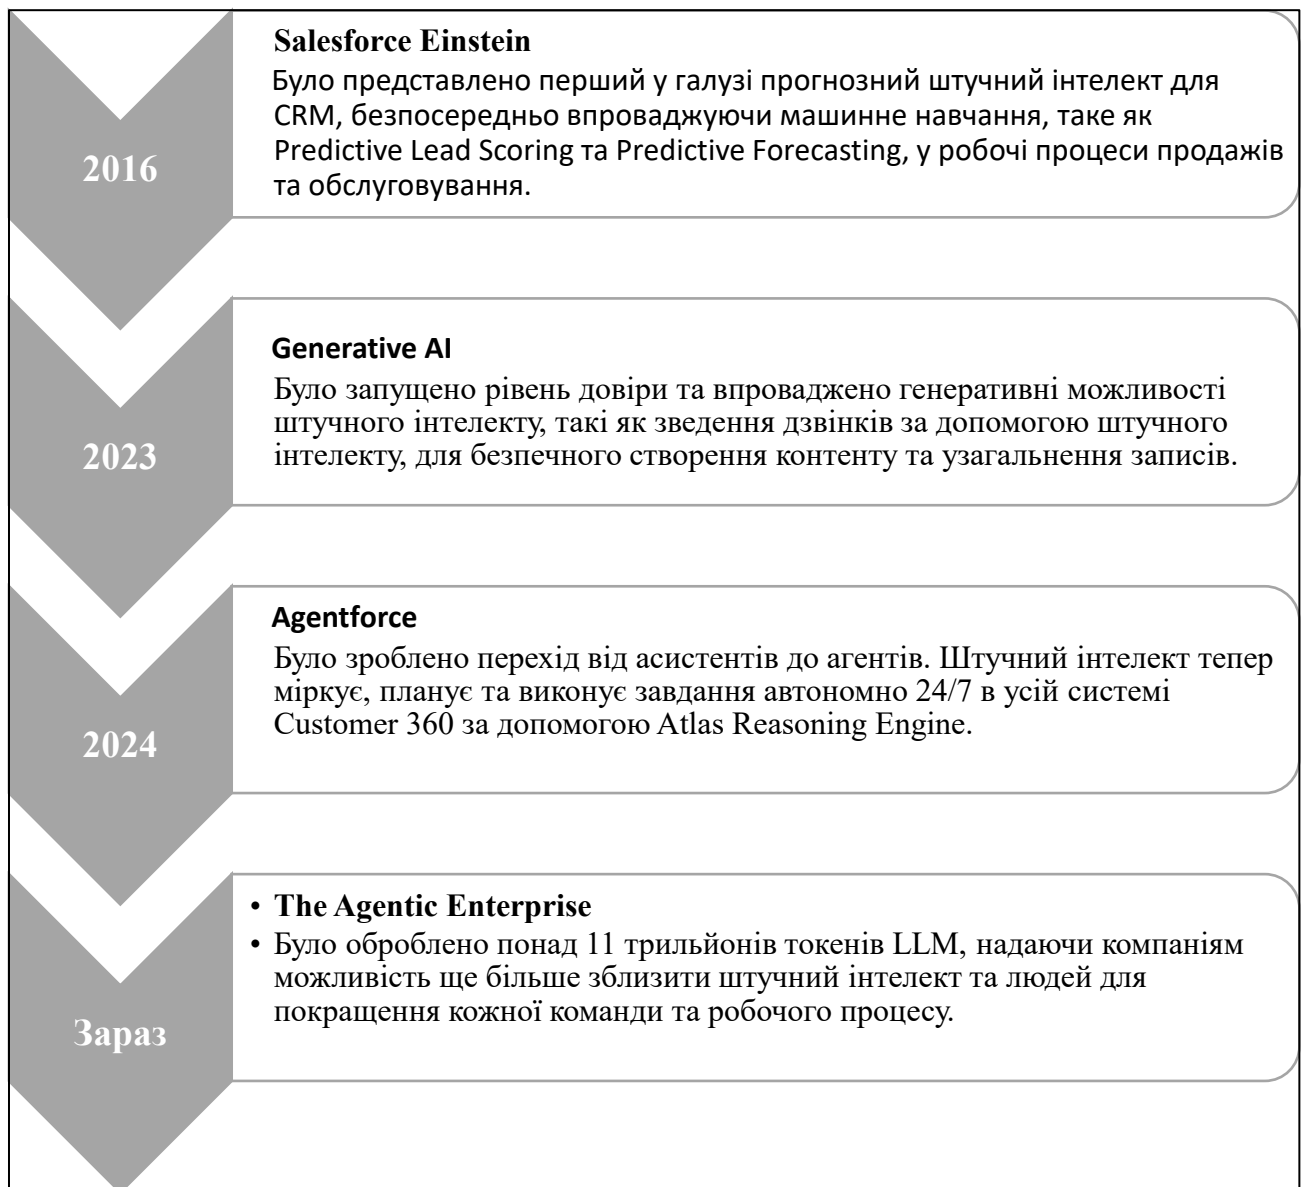 2016
Salesforce Einstein
Було представлено перший у галузі прогнозний штучний інтелект для
CRM, безпосередньо впроваджуючи машинне навчання, таке як
Predictive Lead Scoring та Predictive Forecasting, у робочі процеси продажів
та обслуговування.
2023
Generative AI
Було запущено рівень довіри та впроваджено генеративні можливості
штучного інтелекту, такі як зведення дзвінків за допомогою штучного
інтелекту, для безпечного створення контенту та узагальнення записів.
2024
Agentforce
Було зроблено перехід від асистентів до агентів. Штучний інтелект тепер
міркує, планує та виконує завдання автономно 24/7 в усій системі
Customer 360 за допомогою Atlas Reasoning Engine.
Зараз
• The Agentic Enterprise
• Було оброблено понад 11 трильйонів токенів LLM, надаючи компаніям
можливість ще більше зблизити штучний інтелект та людей для
покращення кожної команди та робочого процесу.